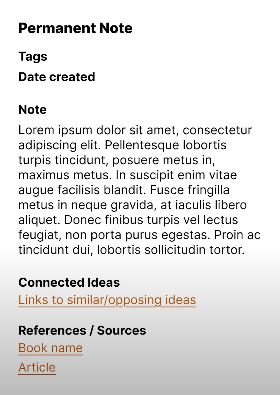 Permanent Note
Tags
Date created
Note
Lorem ipsum dolor sit amet, consectetur
adipiscing elit. Pellentesque lobortis
turpis tincidunt, posuere metus in,
maximus metus. In suscipit enim vitae
augue facilisis blandit. Fusce fringilla
metus in neque gravida, at iaculis libero
aliquet. Donec finibus turpis vel lectus
feugiat, non porta purus egestas. Proin ac
tincidunt dui, lobortis sollicitudin tortor.
Connected Ideas
Links to similar/opposing ideas
References / Sources
Book name
Article